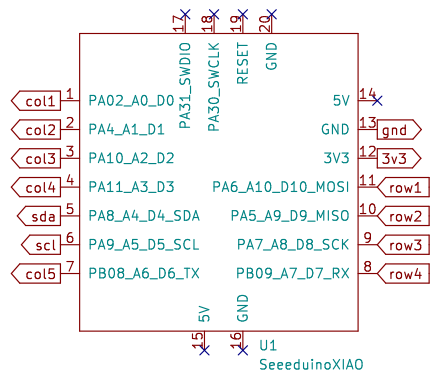 17 18 19 20
PA31_SWDIO PA30_SWCLK RESET GND
col1 1 PA02_A0_D0 5V 14
col2 2 PA4_A1_D1 GND 13 gnd
col3 3 PA10_A2_D2 3V3 12 3v3
col4 4 PA11_A3_D3 PA6_A10_D10_MOSI 11 row1
sda 5 PA8_A4_D4_SDA PA5_A9_D9_MISO 10 row2
scl 6 PA9_A5_D5_SCL PA7_A8_D8_SCK 9 row3
col5 7 PB08_A6_D6_TX PB09_A7_D7_RX 8 row4
5V GND
15 16
U1
SeeeduinoXIAO